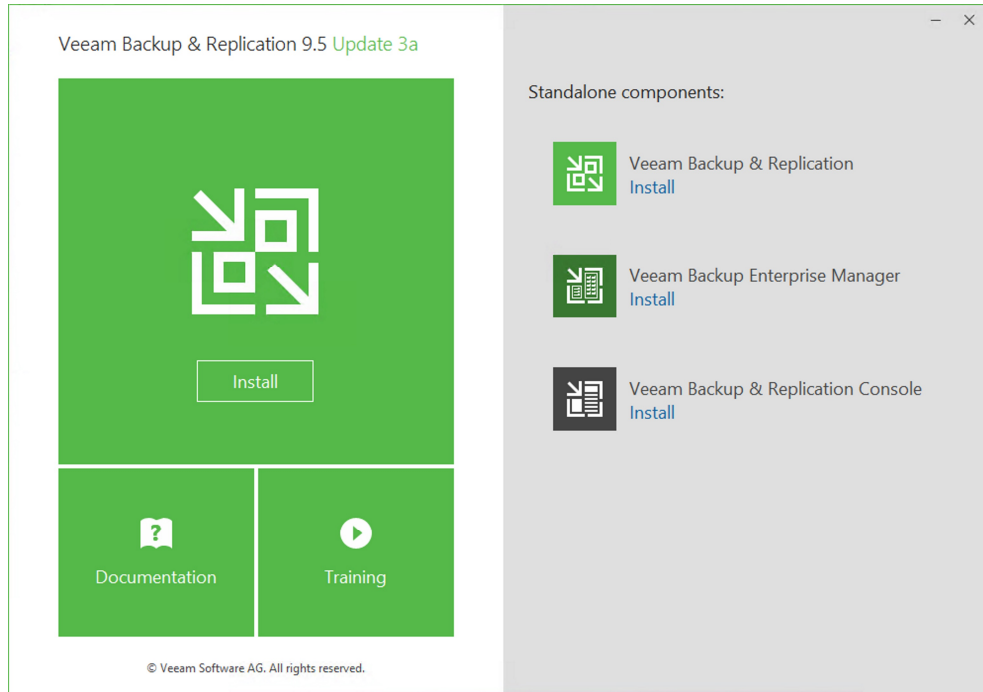 Veeam Backup & Replication 9.5 Update 3a
Install
Documentation
Training
© Veeam Software AG. All rights reserved.
Standalone components:
Veeam Backup & Replication
Install
Veeam Backup Enterprise Manager
Install
Veeam Backup & Replication Console
Install